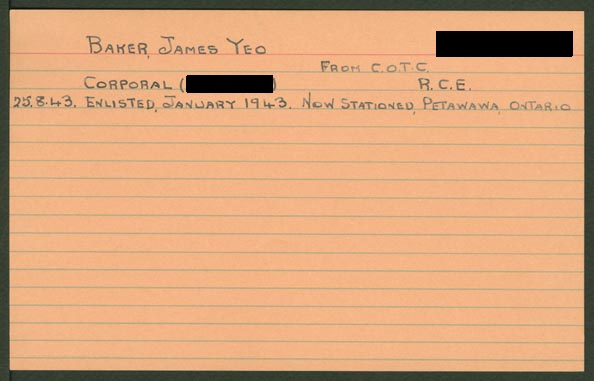 BAKER, JAMES YEO
FROM C.O.T.C.
CORPORAL ( ) R.C.E.
25.8.43. ENLISTED, JANUARY 1943. NOW STATIONED, PETAWAWA, ONTARIO